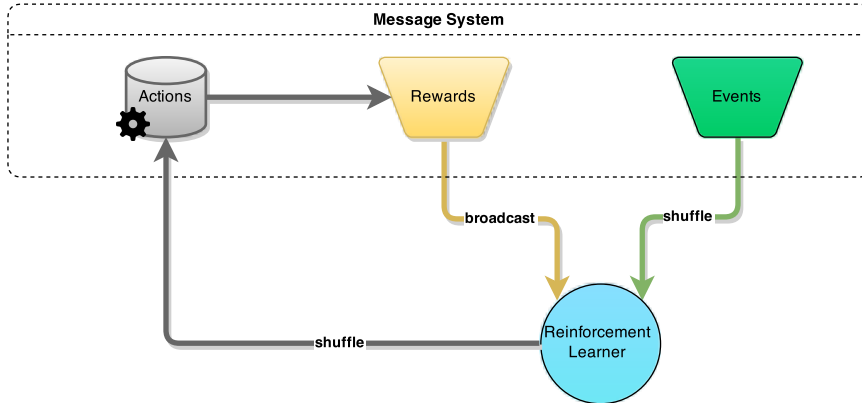 Message System
Actions
Rewards
Events
broadcast
shuffle
Reinforcement
Learner
shuffle